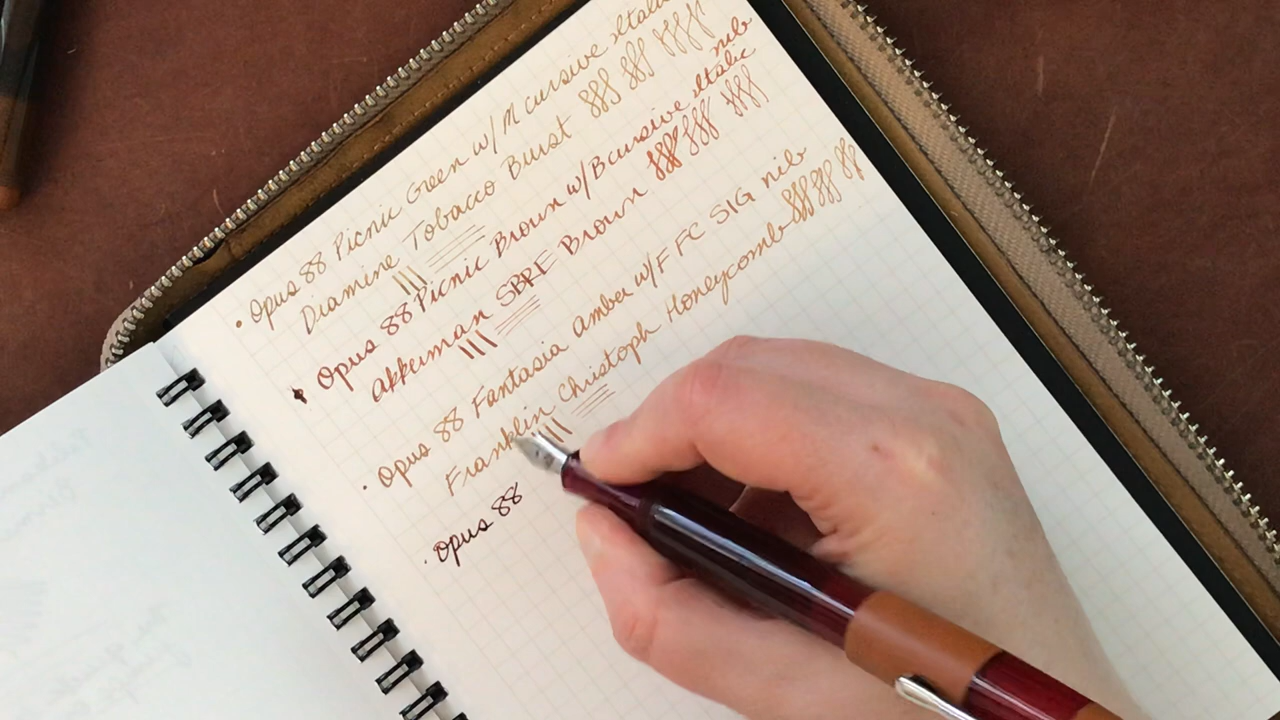 • Opus 88 Picnic Green w/ M cursive Italic
nib
Diamine Tobacco Burst
• Opus 88 Picnic Brown w/ B cursive Italic
Akkerman SBRE Brown
• Opus 88 Fantasia amber w/ F FC SIG nib
Franklin Christoph Honeycomb
• Opus 88